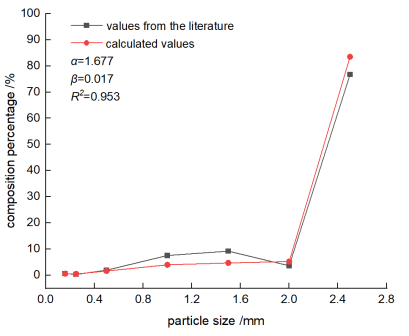 100
90
80
70
60
50
40
30
20
10
0
composition percentage /%
values from the literature
calculated values
α=1.677
β=0.017
R²=0.953
0.0 0.4 0.8 1.2 1.6 2.0 2.4 2.8
particle size /mm